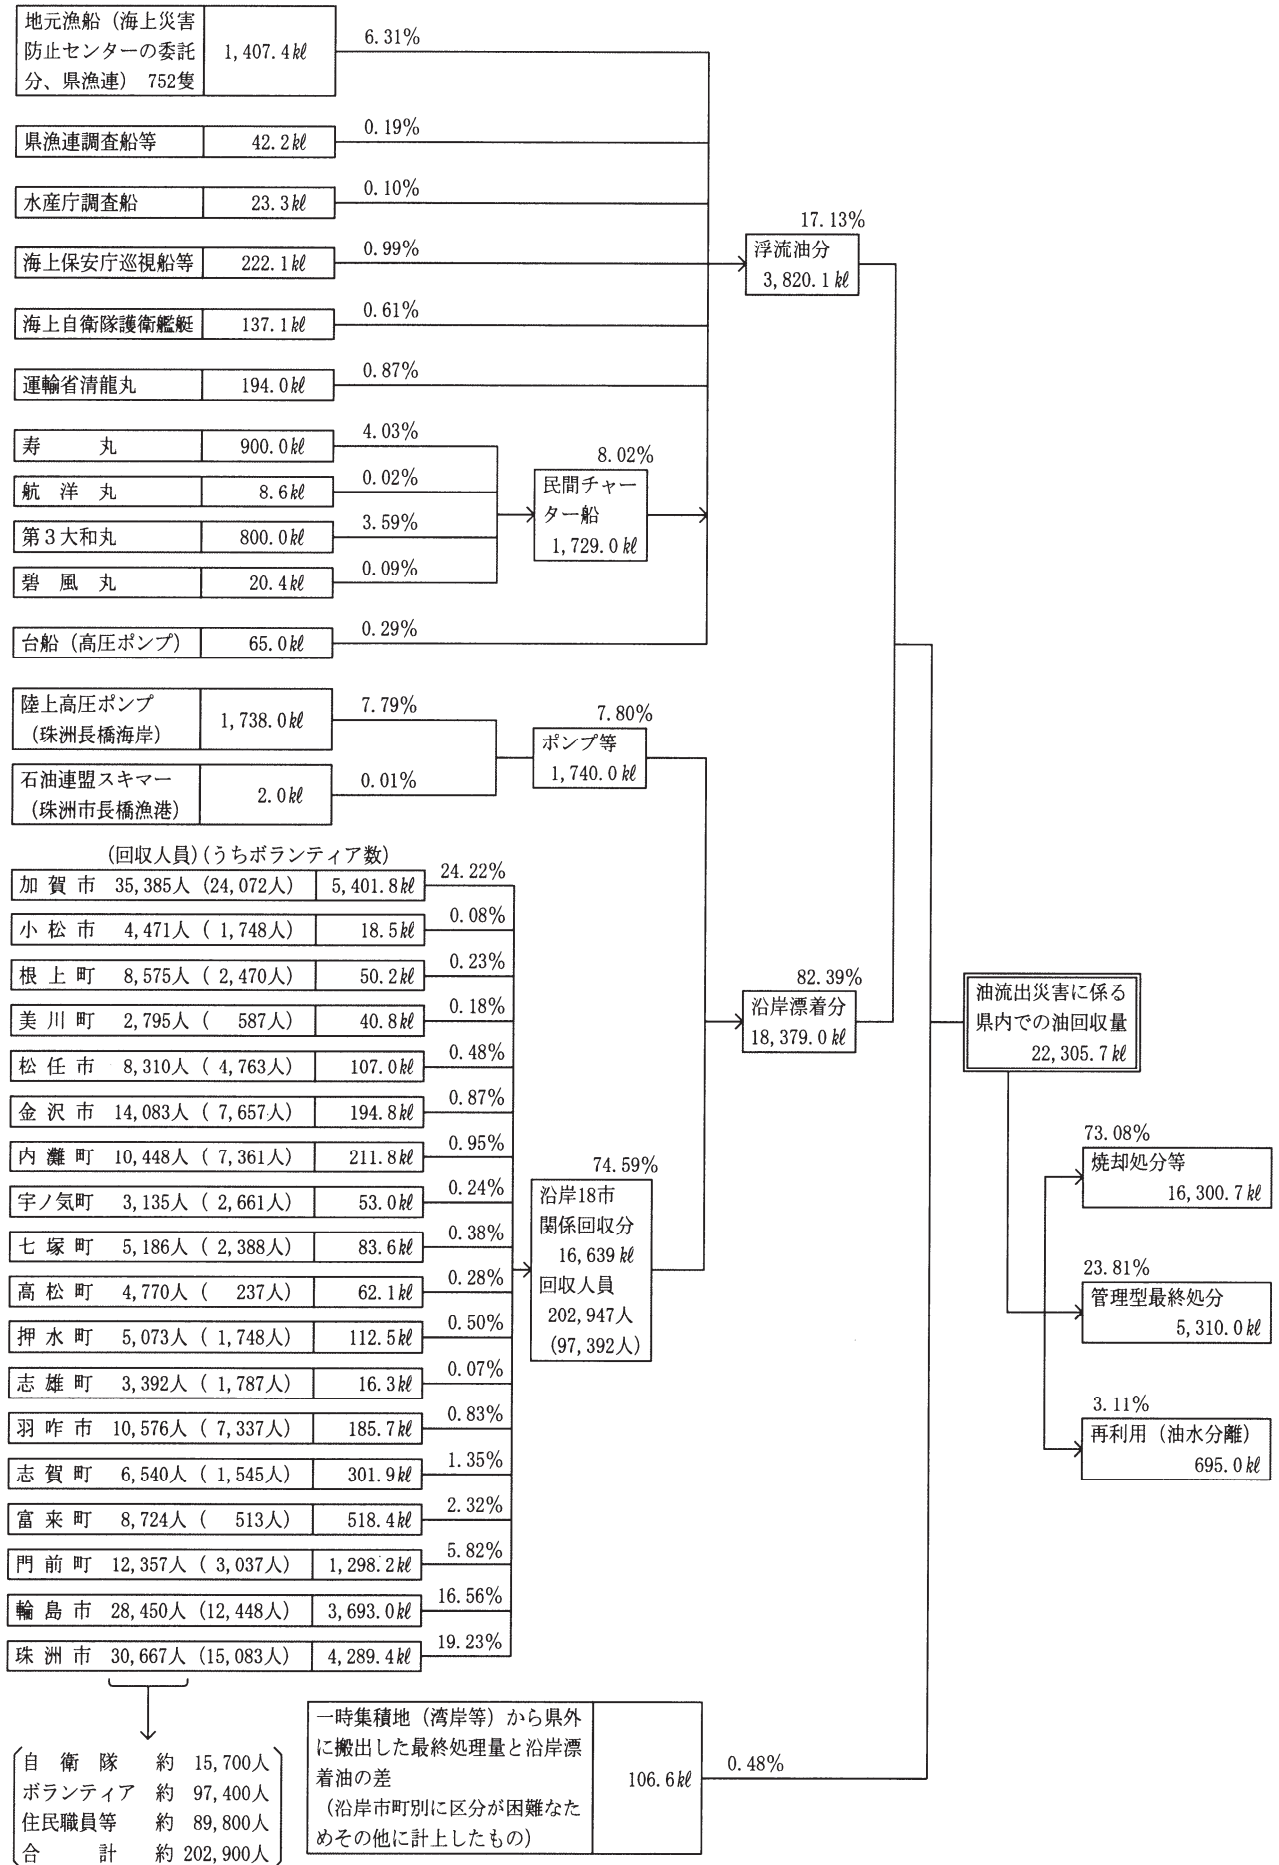 地元漁船（海上災害
防止センターの委託
分、県漁連） 752隻
1,407.4㎘
6.31%
県漁連調査船等 42.2㎘
0.19%
水産庁調査船 23.3㎘
0.10%
海上保安庁巡視船等 222.1㎘
0.99%
海上自衛隊護衛艦艇 137.1㎘
0.61%
運輸省清龍丸 194.0㎘
0.87%
寿丸 900.0㎘
4.03%
航洋丸 8.6㎘
0.02%
第3大和丸 800.0㎘
3.59%
碧風丸 20.4㎘
0.09%
8.02%
民間チャー
ター船
1,729.0㎘
台船（高圧ポンプ） 65.0㎘
0.29%
17.13%
浮流油分
3,820.1㎘
陸上高圧ポンプ
（珠洲長橋海岸）
1,738.0㎘
7.79%
石油連盟スキマー
（珠洲市長橋漁港）
2.0㎘
0.01%
7.80%
ポンプ等
1,740.0㎘
(回収人員)(うちボランティア数)
加賀市 35,385人 (24,072人) 5,401.8㎘ 24.22%
小松市 4,471人 ( 1,748人) 18.5㎘ 0.08%
根上町 8,575人 ( 2,470人) 50.2㎘ 0.23%
美川町 2,795人 ( 587人) 40.8㎘ 0.18%
松任市 8,310人 ( 4,763人) 107.0㎘ 0.48%
金沢市 14,083人 ( 7,657人) 194.8㎘ 0.87%
内灘町 10,448人 ( 7,361人) 211.8㎘ 0.95%
宇ノ気町 3,135人 ( 2,661人) 53.0㎘ 0.24%
七塚町 5,186人 ( 2,388人) 83.6㎘ 0.38%
高松町 4,770人 ( 237人) 62.1㎘ 0.28%
押水町 5,073人 ( 1,748人) 112.5㎘ 0.50%
志雄町 3,392人 ( 1,787人) 16.3㎘ 0.07%
羽咋市 10,576人 ( 7,337人) 185.7㎘ 0.83%
志賀町 6,540人 ( 1,545人) 301.9㎘ 1.35%
富来町 8,724人 ( 513人) 518.4㎘ 2.32%
門前町 12,357人 ( 3,037人) 1,298.2㎘ 5.82%
輪島市 28,450人 (12,448人) 3,693.0㎘ 16.56%
珠洲市 30,667人 (15,083人) 4,289.4㎘ 19.23%
74.59%
沿岸18市
関係回収分
16,639㎘
回収人員
202,947人
(97,392人)
82.39%
沿岸漂着分
18,379.0㎘
油流出災害に係る
県内での油回収量
22,305.7㎘
73.08%
焼却処分等
16,300.7㎘
23.81%
管理型最終処分
5,310.0㎘
3.11%
再利用（油水分離）
695.0㎘
自衛隊 約 15,700人
ボランティア 約 97,400人
住民職員等 約 89,800人
合計 約 202,900人
一時集積地（湾岸等）から県外
に搬出した最終処理量と沿岸漂
着油の差
（沿岸市町別に区分が困難なた
めその他に計上したもの）
106.6㎘
0.48%